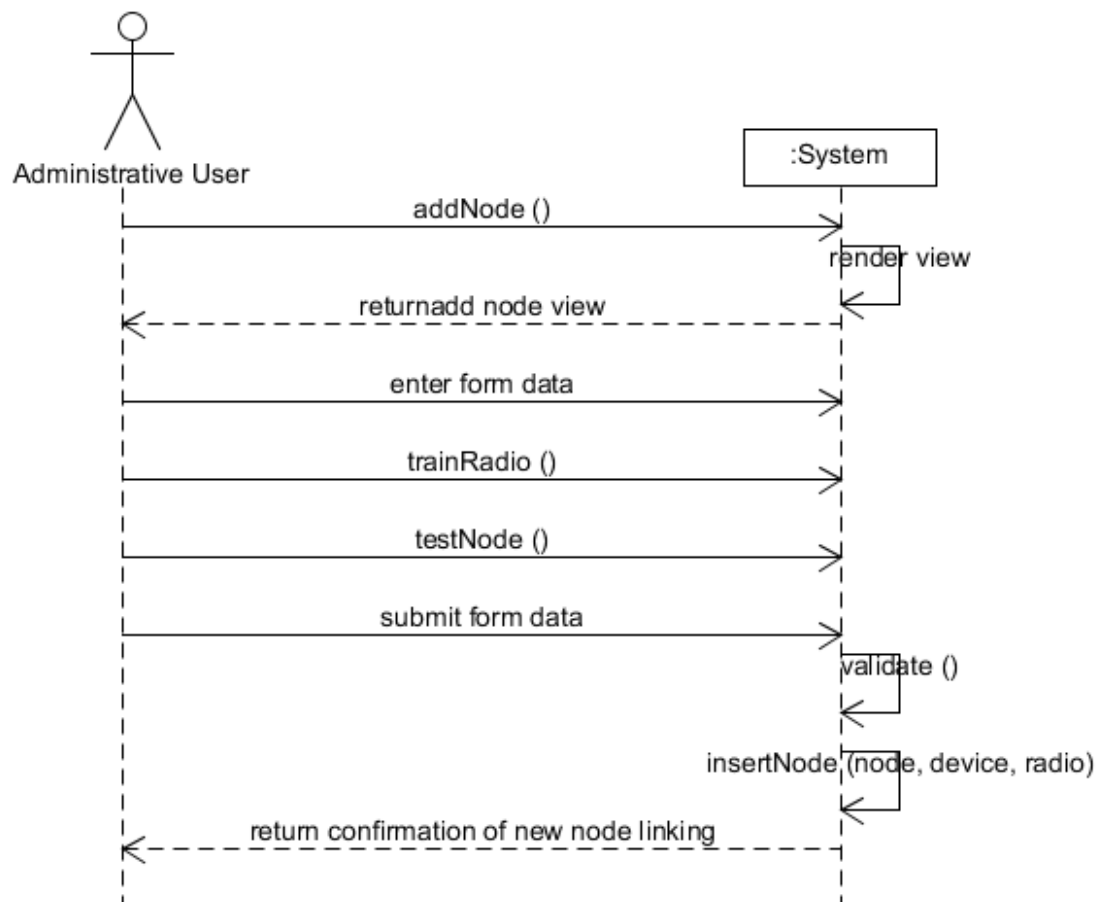 Administrative User
:System
addNode ()
render view
returnadd node view
enter form data
trainRadio ()
testNode ()
submit form data
validate ()
insertNode (node, device, radio)
return confirmation of new node linking